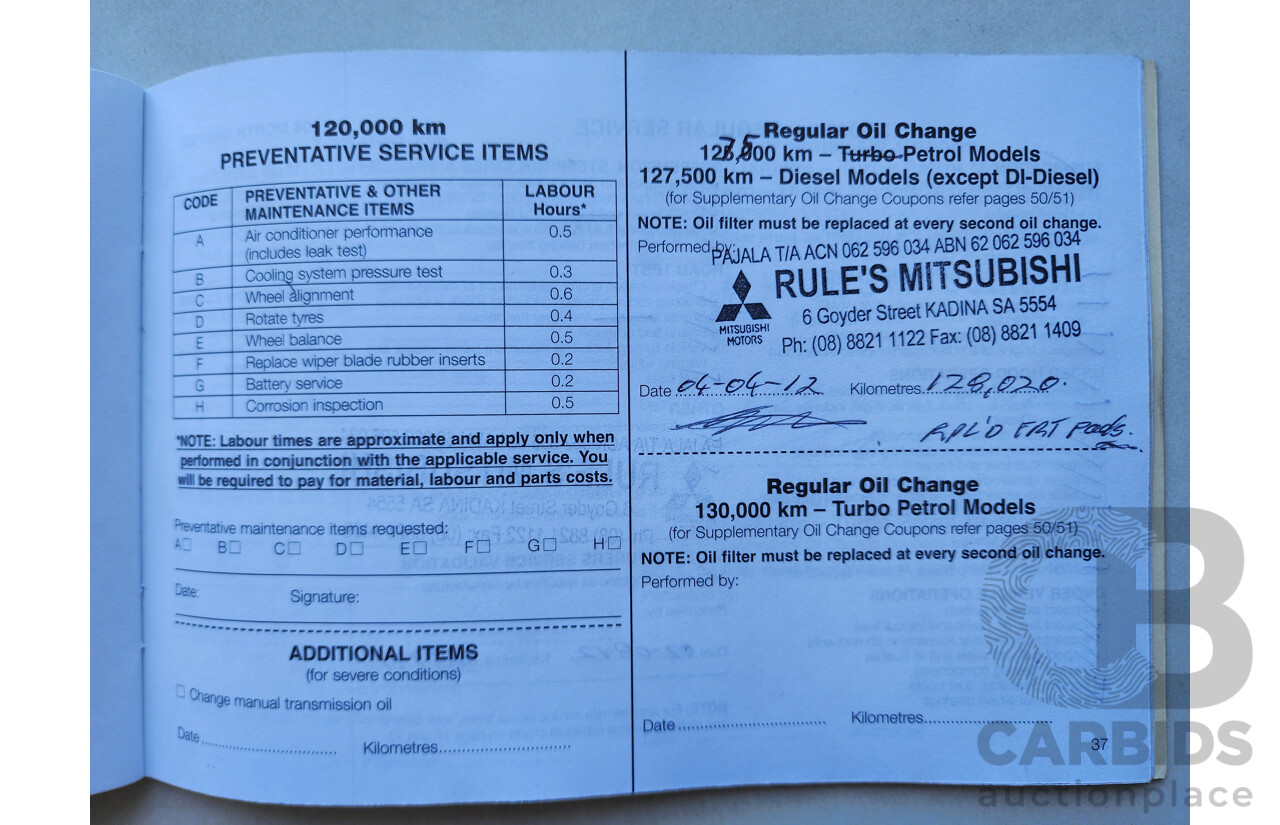 120,000 km
PREVENTATIVE SERVICE ITEMS
CODE PREVENTATIVE & OTHER MAINTENANCE ITEMS LABOUR Hours*
A Air conditioner performance (includes leak test) 0.5
B Cooling system pressure test 0.3
C Wheel alignment 0.6
D Rotate tyres 0.4
E Wheel balance 0.5
F Replace wiper blade rubber inserts 0.2
G Battery service 0.2
H Corrosion inspection 0.5
*NOTE: Labour times are approximate and apply only when
performed in conjunction with the applicable service. You
will be required to pay for material, labour and parts costs.
Preventative maintenance items requested:
A B C D E F G H
Date: Signature:
ADDITIONAL ITEMS
(for severe conditions)
Change manual transmission oil
Date Kilometres
Regular Oil Change
000 km – Turbo Petrol Models
127,500 km – Diesel Models (except DI-Diesel)
(for Supplementary Oil Change Coupons refer pages 50/51)
NOTE: Oil filter must be replaced at every second oil change.
Performed by:
PAJALA T/A ACN 062 596 034 ABN 62 062 596 034
RULE'S MITSUBISHI
6 Goyder Street KADINA SA 5554
MITSUBISHI
MOTORS
Ph: (08) 8821 1122 Fax: (08) 8821 1409
Date 04-04-12 Kilometres 128,020.
RPL'D FRT Pads.
Regular Oil Change
130,000 km – Turbo Petrol Models
(for Supplementary Oil Change Coupons refer pages 50/51)
NOTE: Oil filter must be replaced at every second oil change.
Performed by:
Date Kilometres
37
CB
CARBIDS
auctionplace